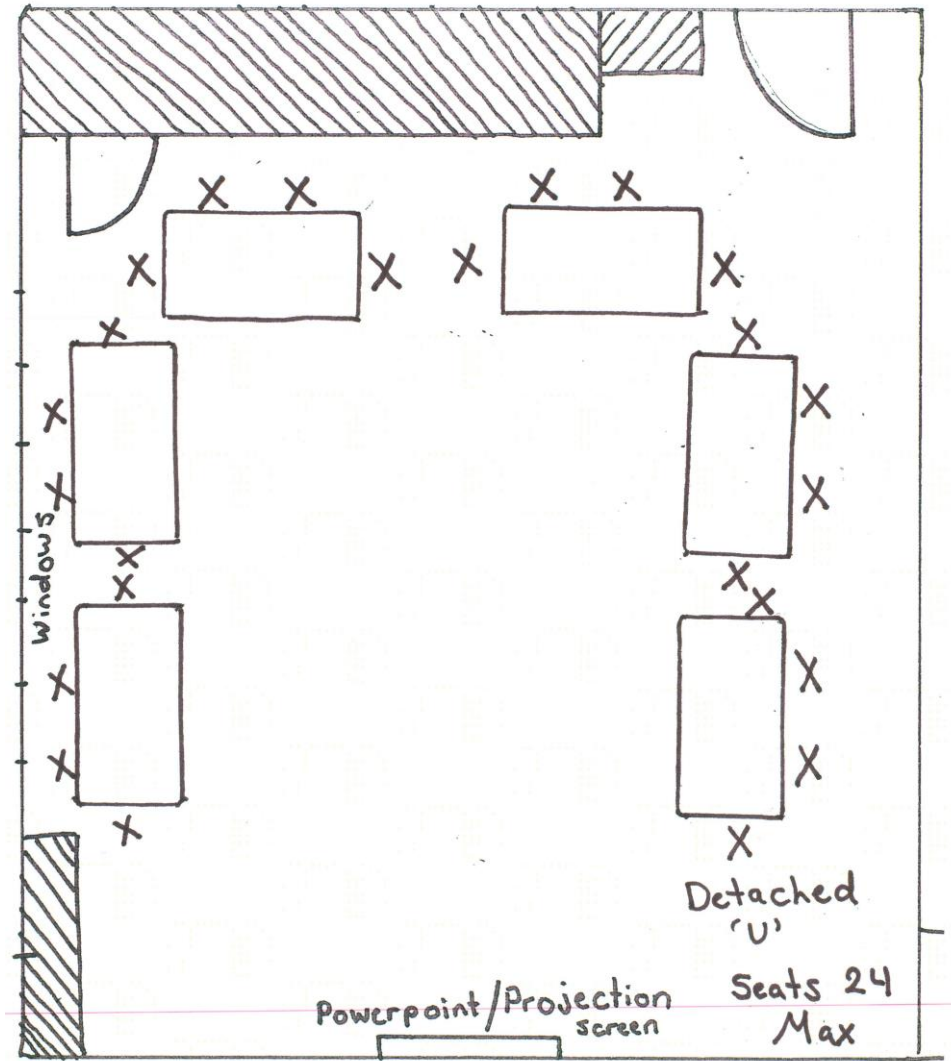 Windows
Detached
'U'
Seats 24
Max
Powerpoint/Projection
screen